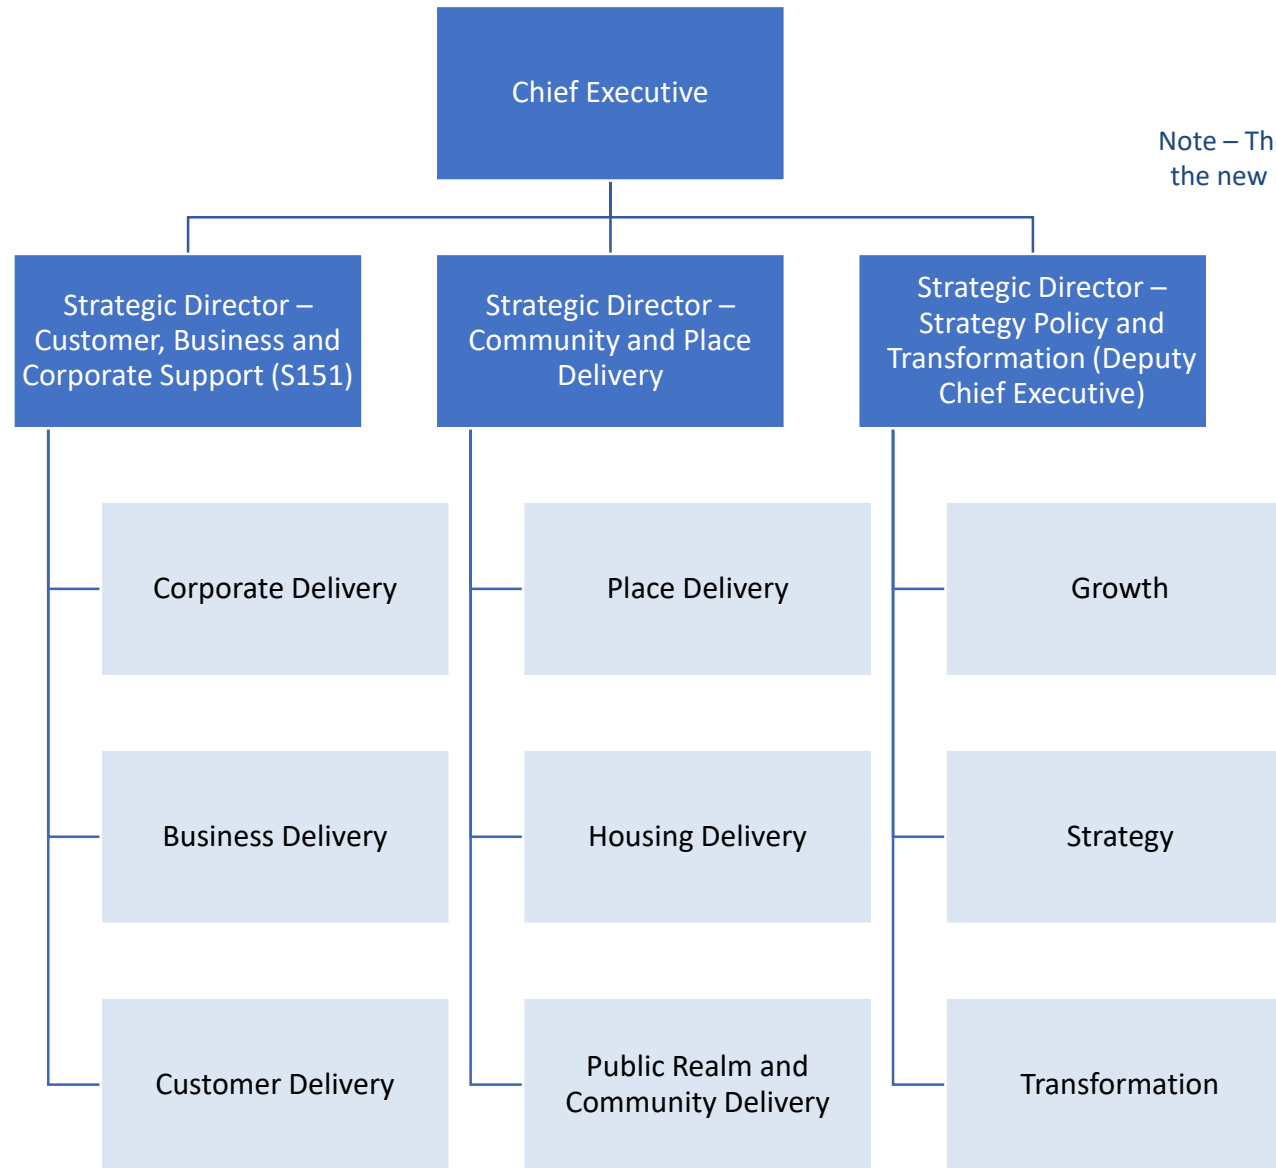 Chief Executive
Note – Th
the new
Strategic Director –
Customer, Business and
Corporate Support (S151)
Strategic Director –
Community and Place
Delivery
Strategic Director –
Strategy Policy and
Transformation (Deputy
Chief Executive)
Corporate Delivery
Place Delivery
Growth
Business Delivery
Housing Delivery
Strategy
Customer Delivery
Public Realm and
Community Delivery
Transformation